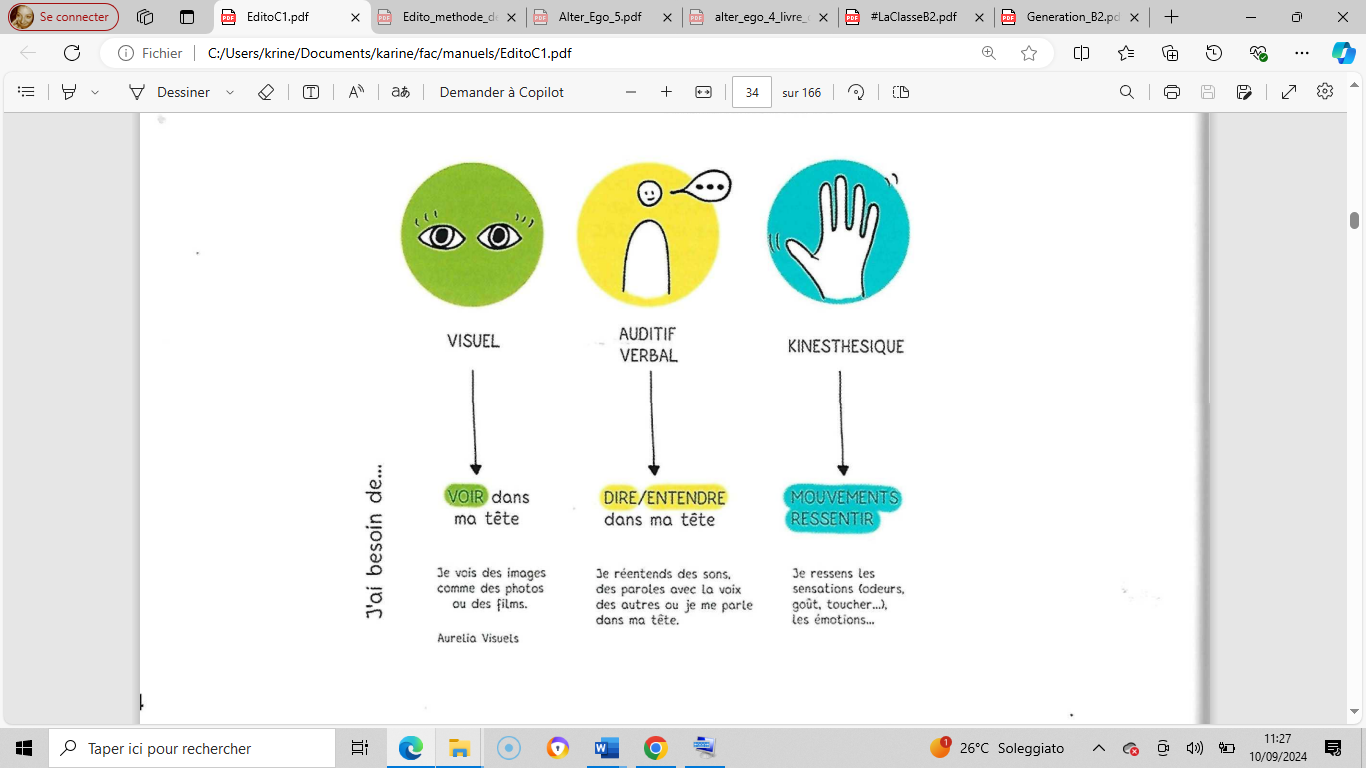 Se connecter
EditoC1.pdf
Edito_methode_d
Alter_Ego_5.pdf
alter_ego_4_livre_
#LaClasseB2.pdf
Generation_B2.pd
Fichier
C:/Users/krine/Documents/karine/fac/manuels/EditoC1.pdf
Dessiner
Demander à Copilot
34
sur 166
VISUEL
AUDITIF
VERBAL
KINESTHESIQUE
J'ai besoin de...
VOIR dans
ma tête
DIRE/ENTENDRE
dans ma tête
MOUVEMENTS
RESSENTIR
Je vois des images
comme des photos
ou des films.
Aurelia Visuels
Je réentends des sons,
des paroles avec la voix
des autres ou je me parle
dans ma tête.
Je ressens les
sensations (odeurs,
goût, toucher...),
les émotions...
Taper ici pour rechercher
26°C Soleggiato
11:27
10/09/2024